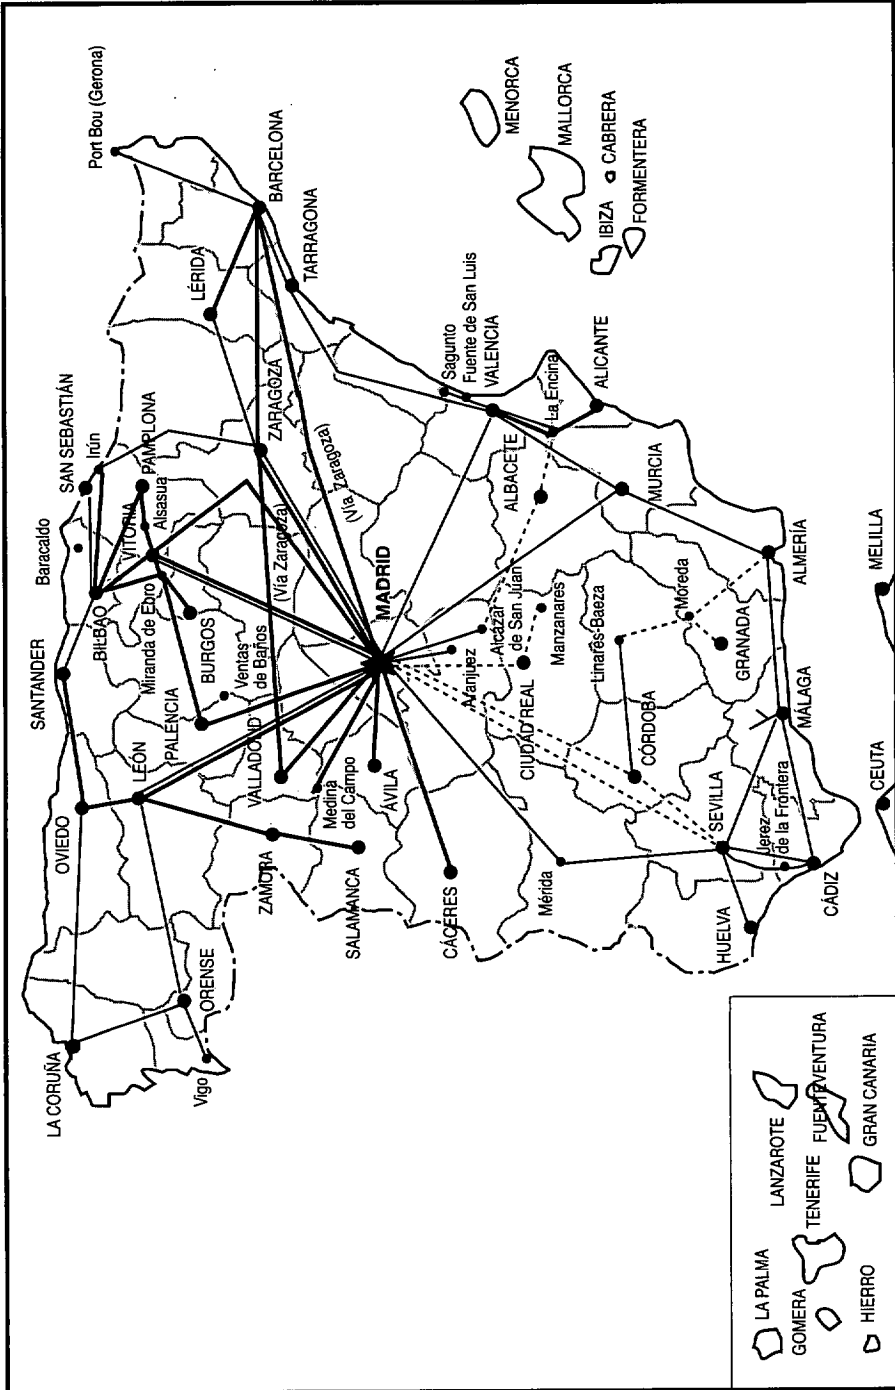 LA CORUÑA
Vigo
ORENSE
OVIEDO
LEÓN
SANTANDER
BILBAO
Baracaldo
SAN SEBASTIÁN
Irún
PAMPLONA
Alsasua
VITORIA
Miranda de Ebro
BURGOS
Ventas
de Baños
PALENCIA
VALLADOLID
Medina
del Campo
ZAMORA
SALAMANCA
ÁVILA
(Vía Zaragoza)
(Vía Zaragoza)
ZARAGOZA
LÉRIDA
Port Bou (Gerona)
BARCELONA
TARRAGONA
MADRID
CÁCERES
Mérida
Aranjuez
Alcázar
de San Juan
CIUDAD REAL
Manzanares
ALBACETE
Sagunto
Fuente de San Luis
VALENCIA
La Encina
ALICANTE
MURCIA
Linares-Baeza
Moreda
GRANADA
ALMERÍA
CÓRDOBA
SEVILLA
Jerez
de la Frontera
HUELVA
CÁDIZ
MÁLAGA
CEUTA
MELILLA
MENORCA
MALLORCA
IBIZA
CABRERA
FORMENTERA
LA PALMA
GOMERA
HIERRO
TENERIFE
LANZAROTE
FUENTEVENTURA
GRAN CANARIA